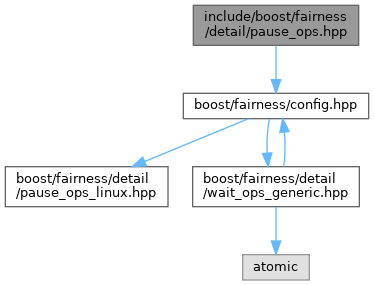 include/boost/fairness
/detail/pause_ops.hpp
boost/fairness/config.hpp
boost/fairness/detail
/pause_ops_linux.hpp
boost/fairness/detail
/wait_ops_generic.hpp
atomic